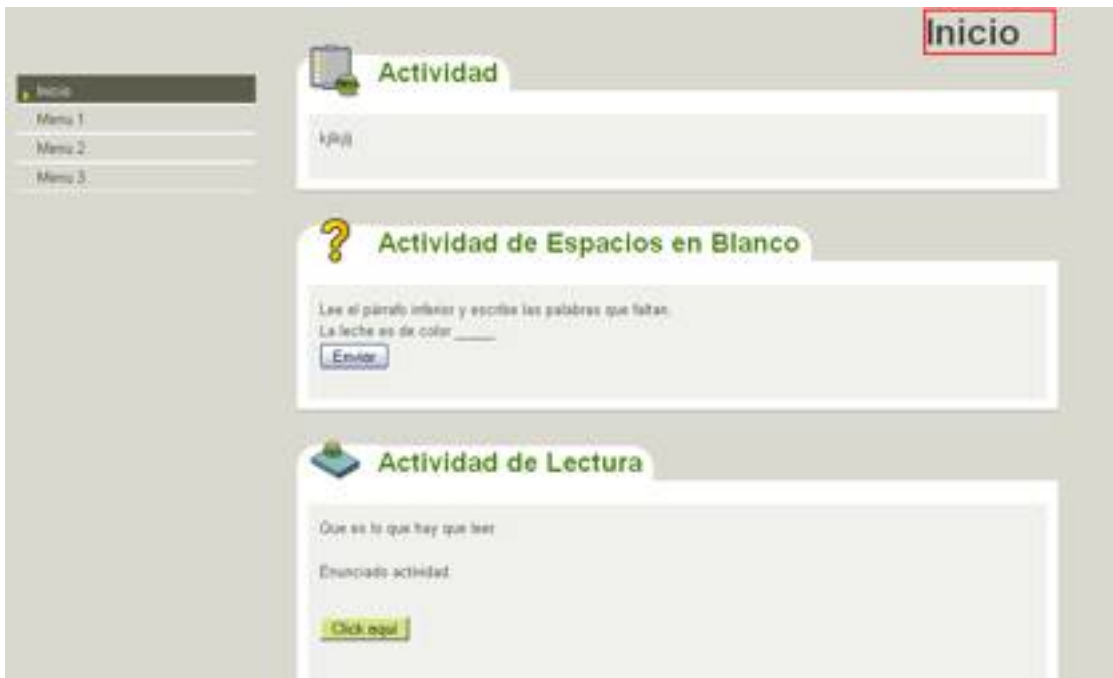 Inicio
Inicio
Menu 1
Menu 2
Menu 3
Actividad
Actividad de Espacios en Blanco
Lee el párrafo inferior y escribe las palabras que faltan.
La leche es de color _____
Enviar
Actividad de Lectura
Que es lo que hay que leer
Enunciado actividad
Click aquí